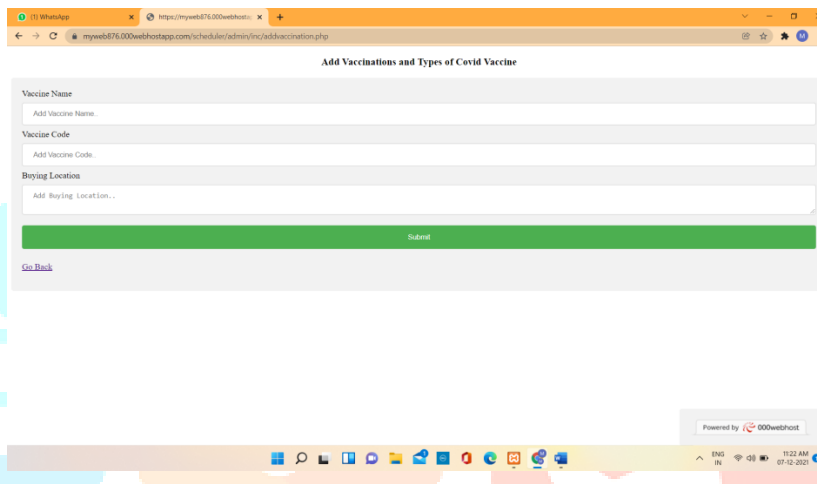 (1) WhatsApp
https://myweb876.000webhosta
myweb876.000webhostapp.com/scheduler/admin/inc/addvaccination.php
M
Add Vaccinations and Types of Covid Vaccine
Vaccine Name
Add Vaccine Name..
Vaccine Code
Add Vaccine Code..
Buying Location
Add Buying Location..
Submit
Go Back
Powered by 000webhost
ENG
IN
11:22 AM
07-12-2021